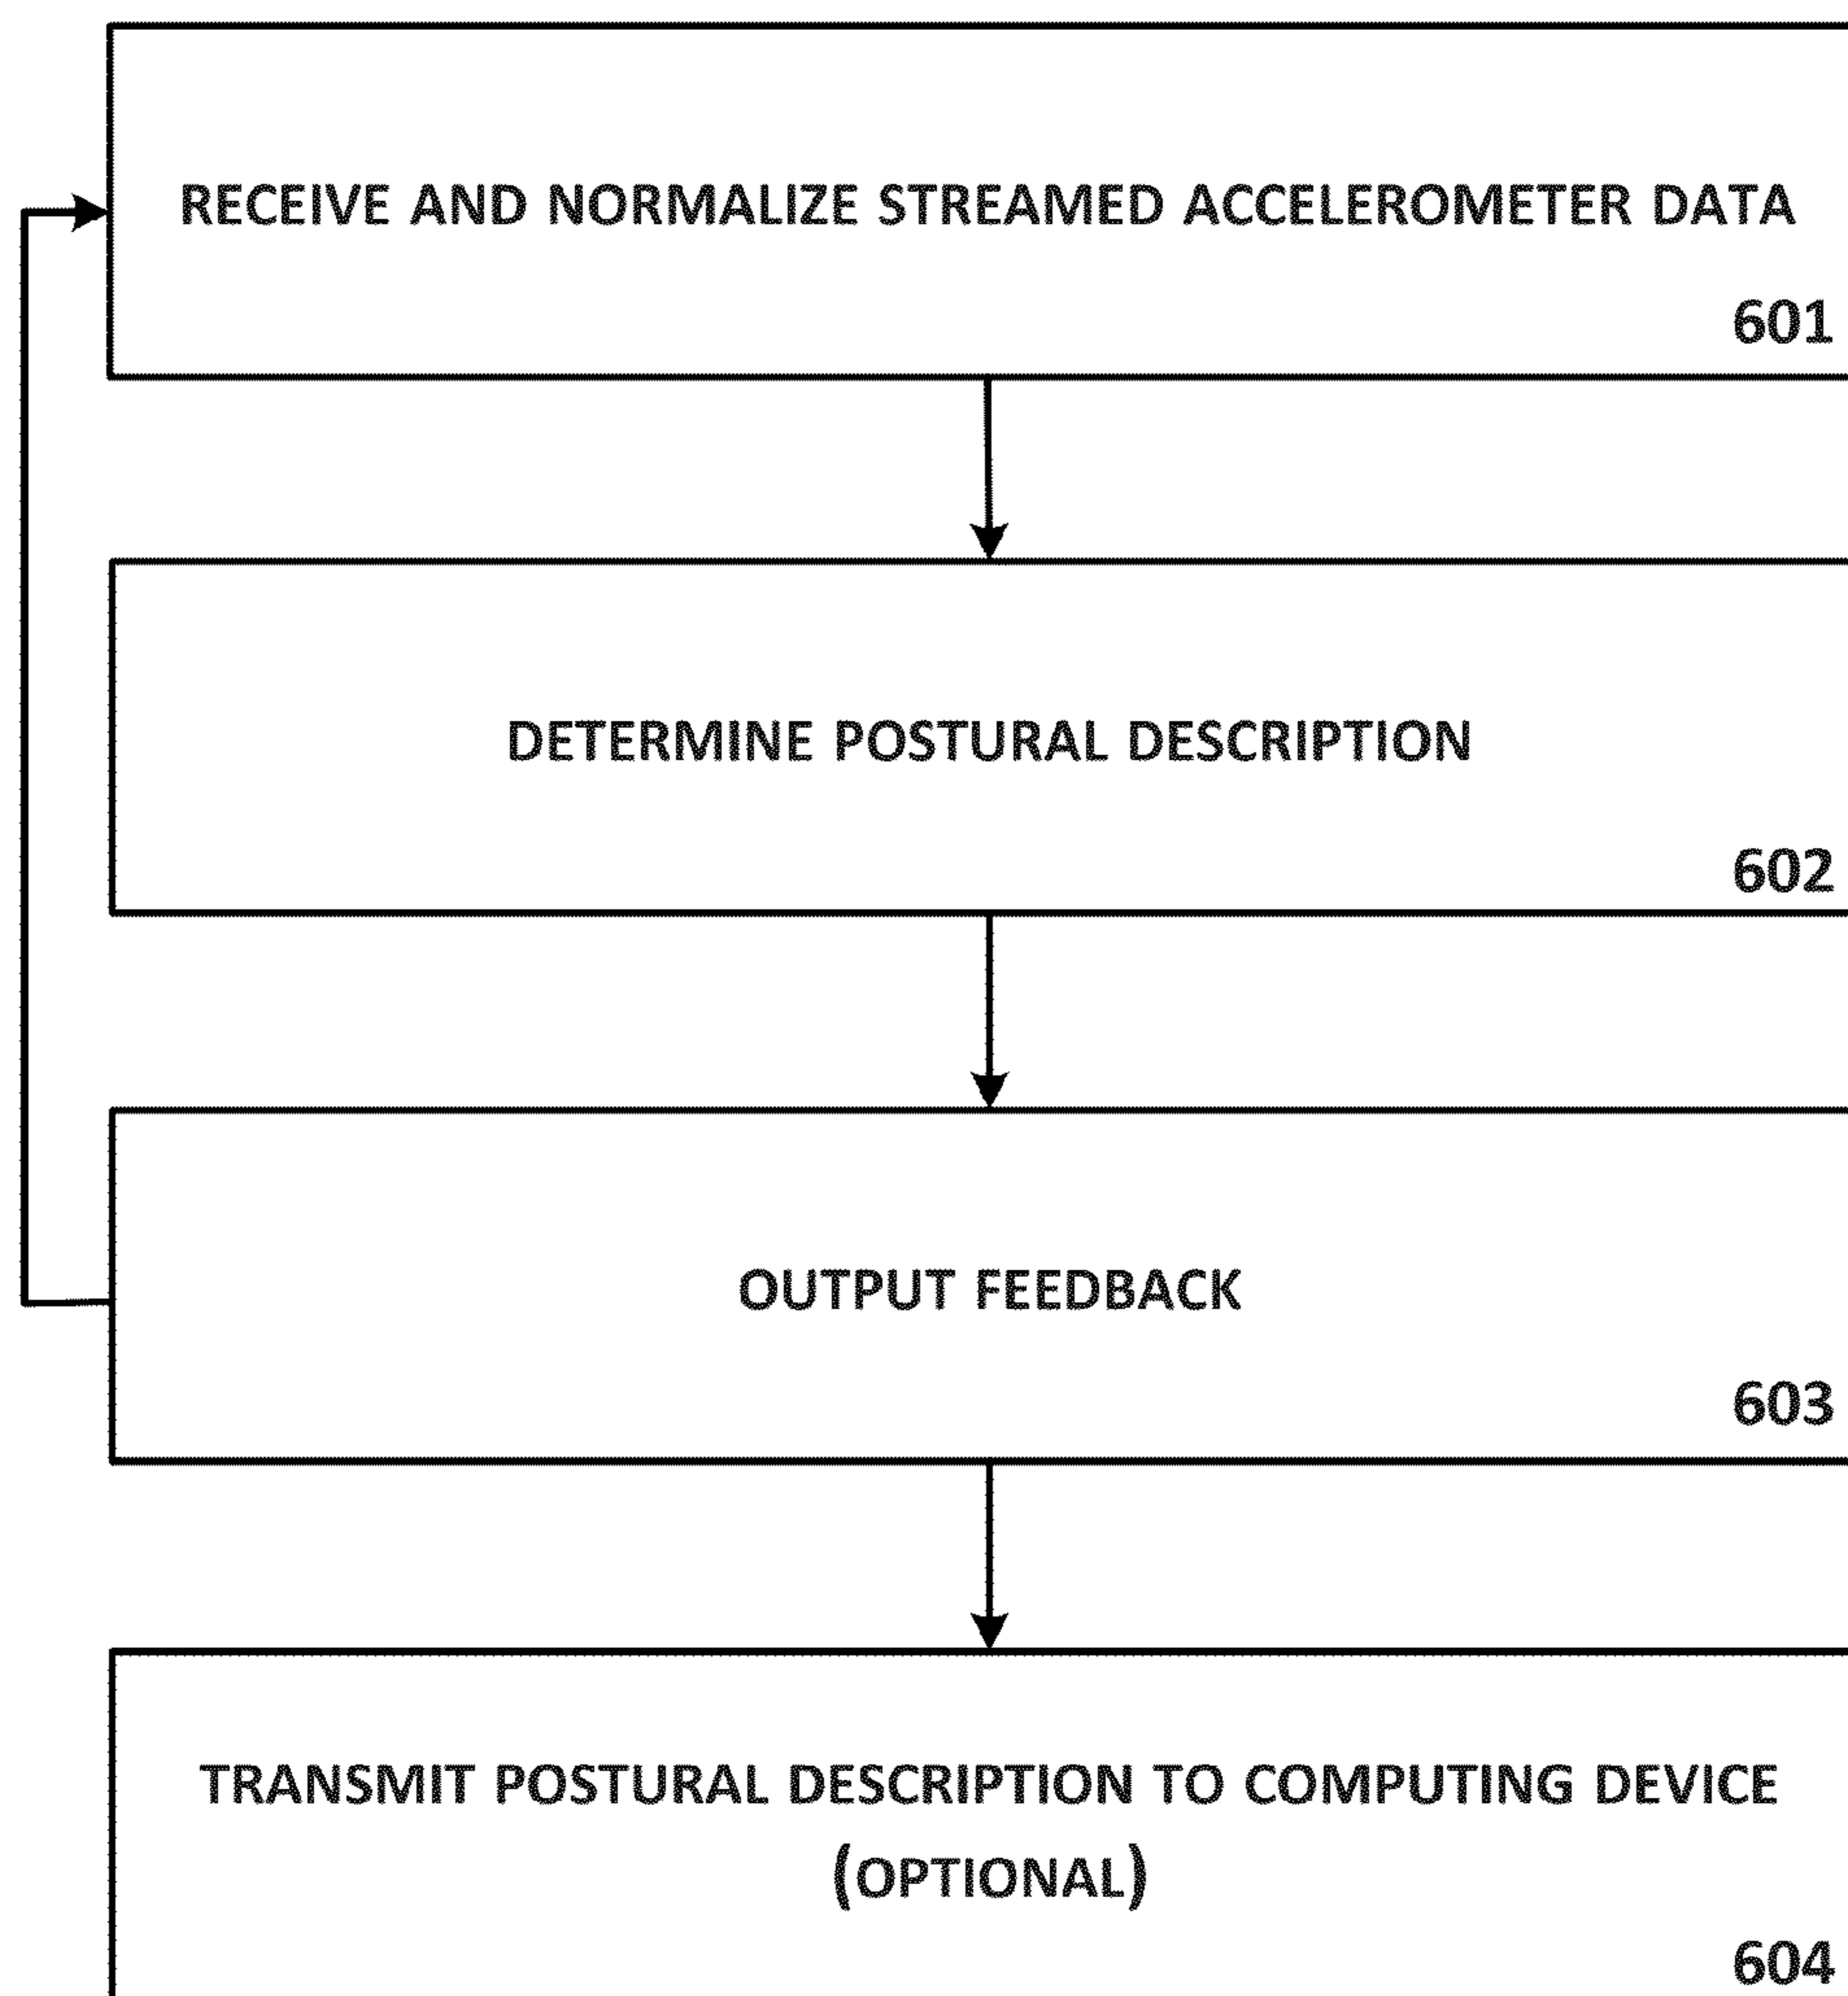 RECEIVE AND NORMALIZE STREAMED ACCELEROMETER DATA
601
DETERMINE POSTURAL DESCRIPTION
602
OUTPUT FEEDBACK
603
TRANSMIT POSTURAL DESCRIPTION TO COMPUTING DEVICE
(OPTIONAL)
604